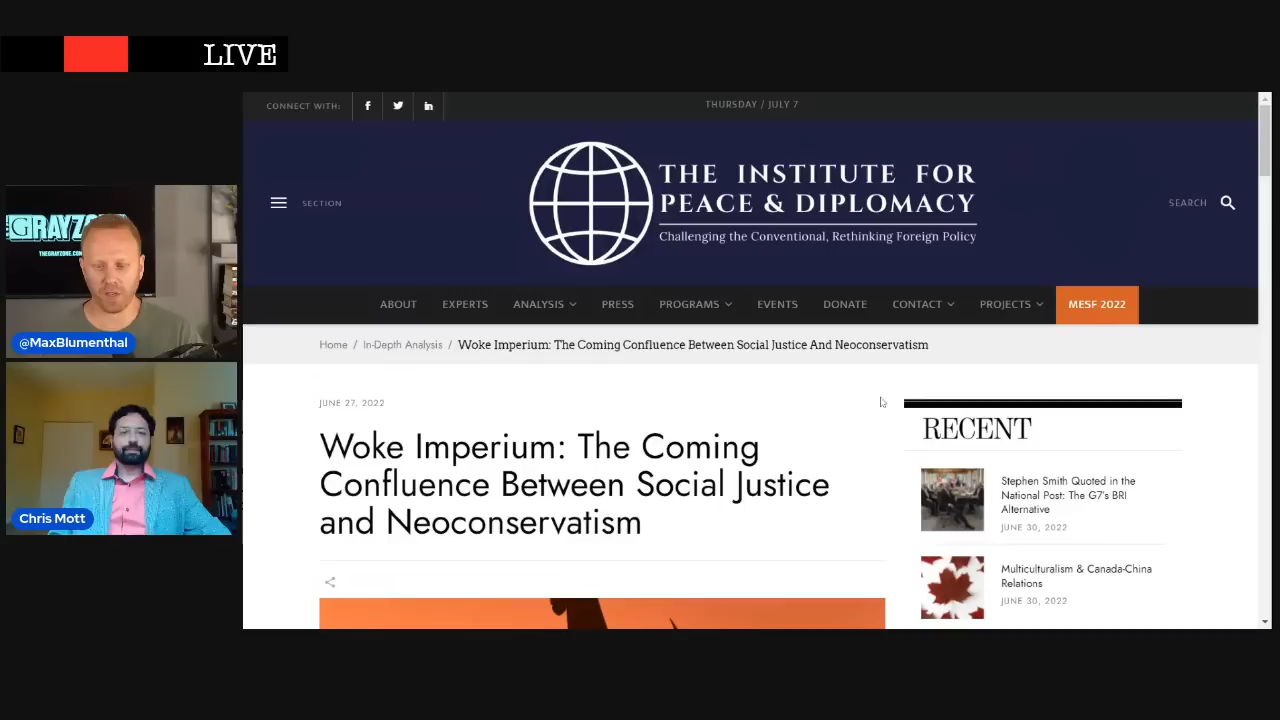 LIVE
CONNECT WITH:
THURSDAY / JULY 7
SECTION
THE INSTITUTE FOR
PEACE & DIPLOMACY
Challenging the Conventional, Rethinking Foreign Policy
SEARCH
ABOUT EXPERTS ANALYSIS PRESS PROGRAMS EVENTS DONATE CONTACT PROJECTS MESF 2022
Home / In-Depth Analysis / Woke Imperium: The Coming Confluence Between Social Justice And Neoconservatism
JUNE 27, 2022
Woke Imperium: The Coming
Confluence Between Social Justice
and Neoconservatism
RECENT
Stephen Smith Quoted in the
National Post: The G7's BRI
Alternative
JUNE 30, 2022
Multiculturalism & Canada-China
Relations
JUNE 30, 2022
GRAYZ
THEGRAYZONE.COM
@MaxBlumenthal
Chris Mott